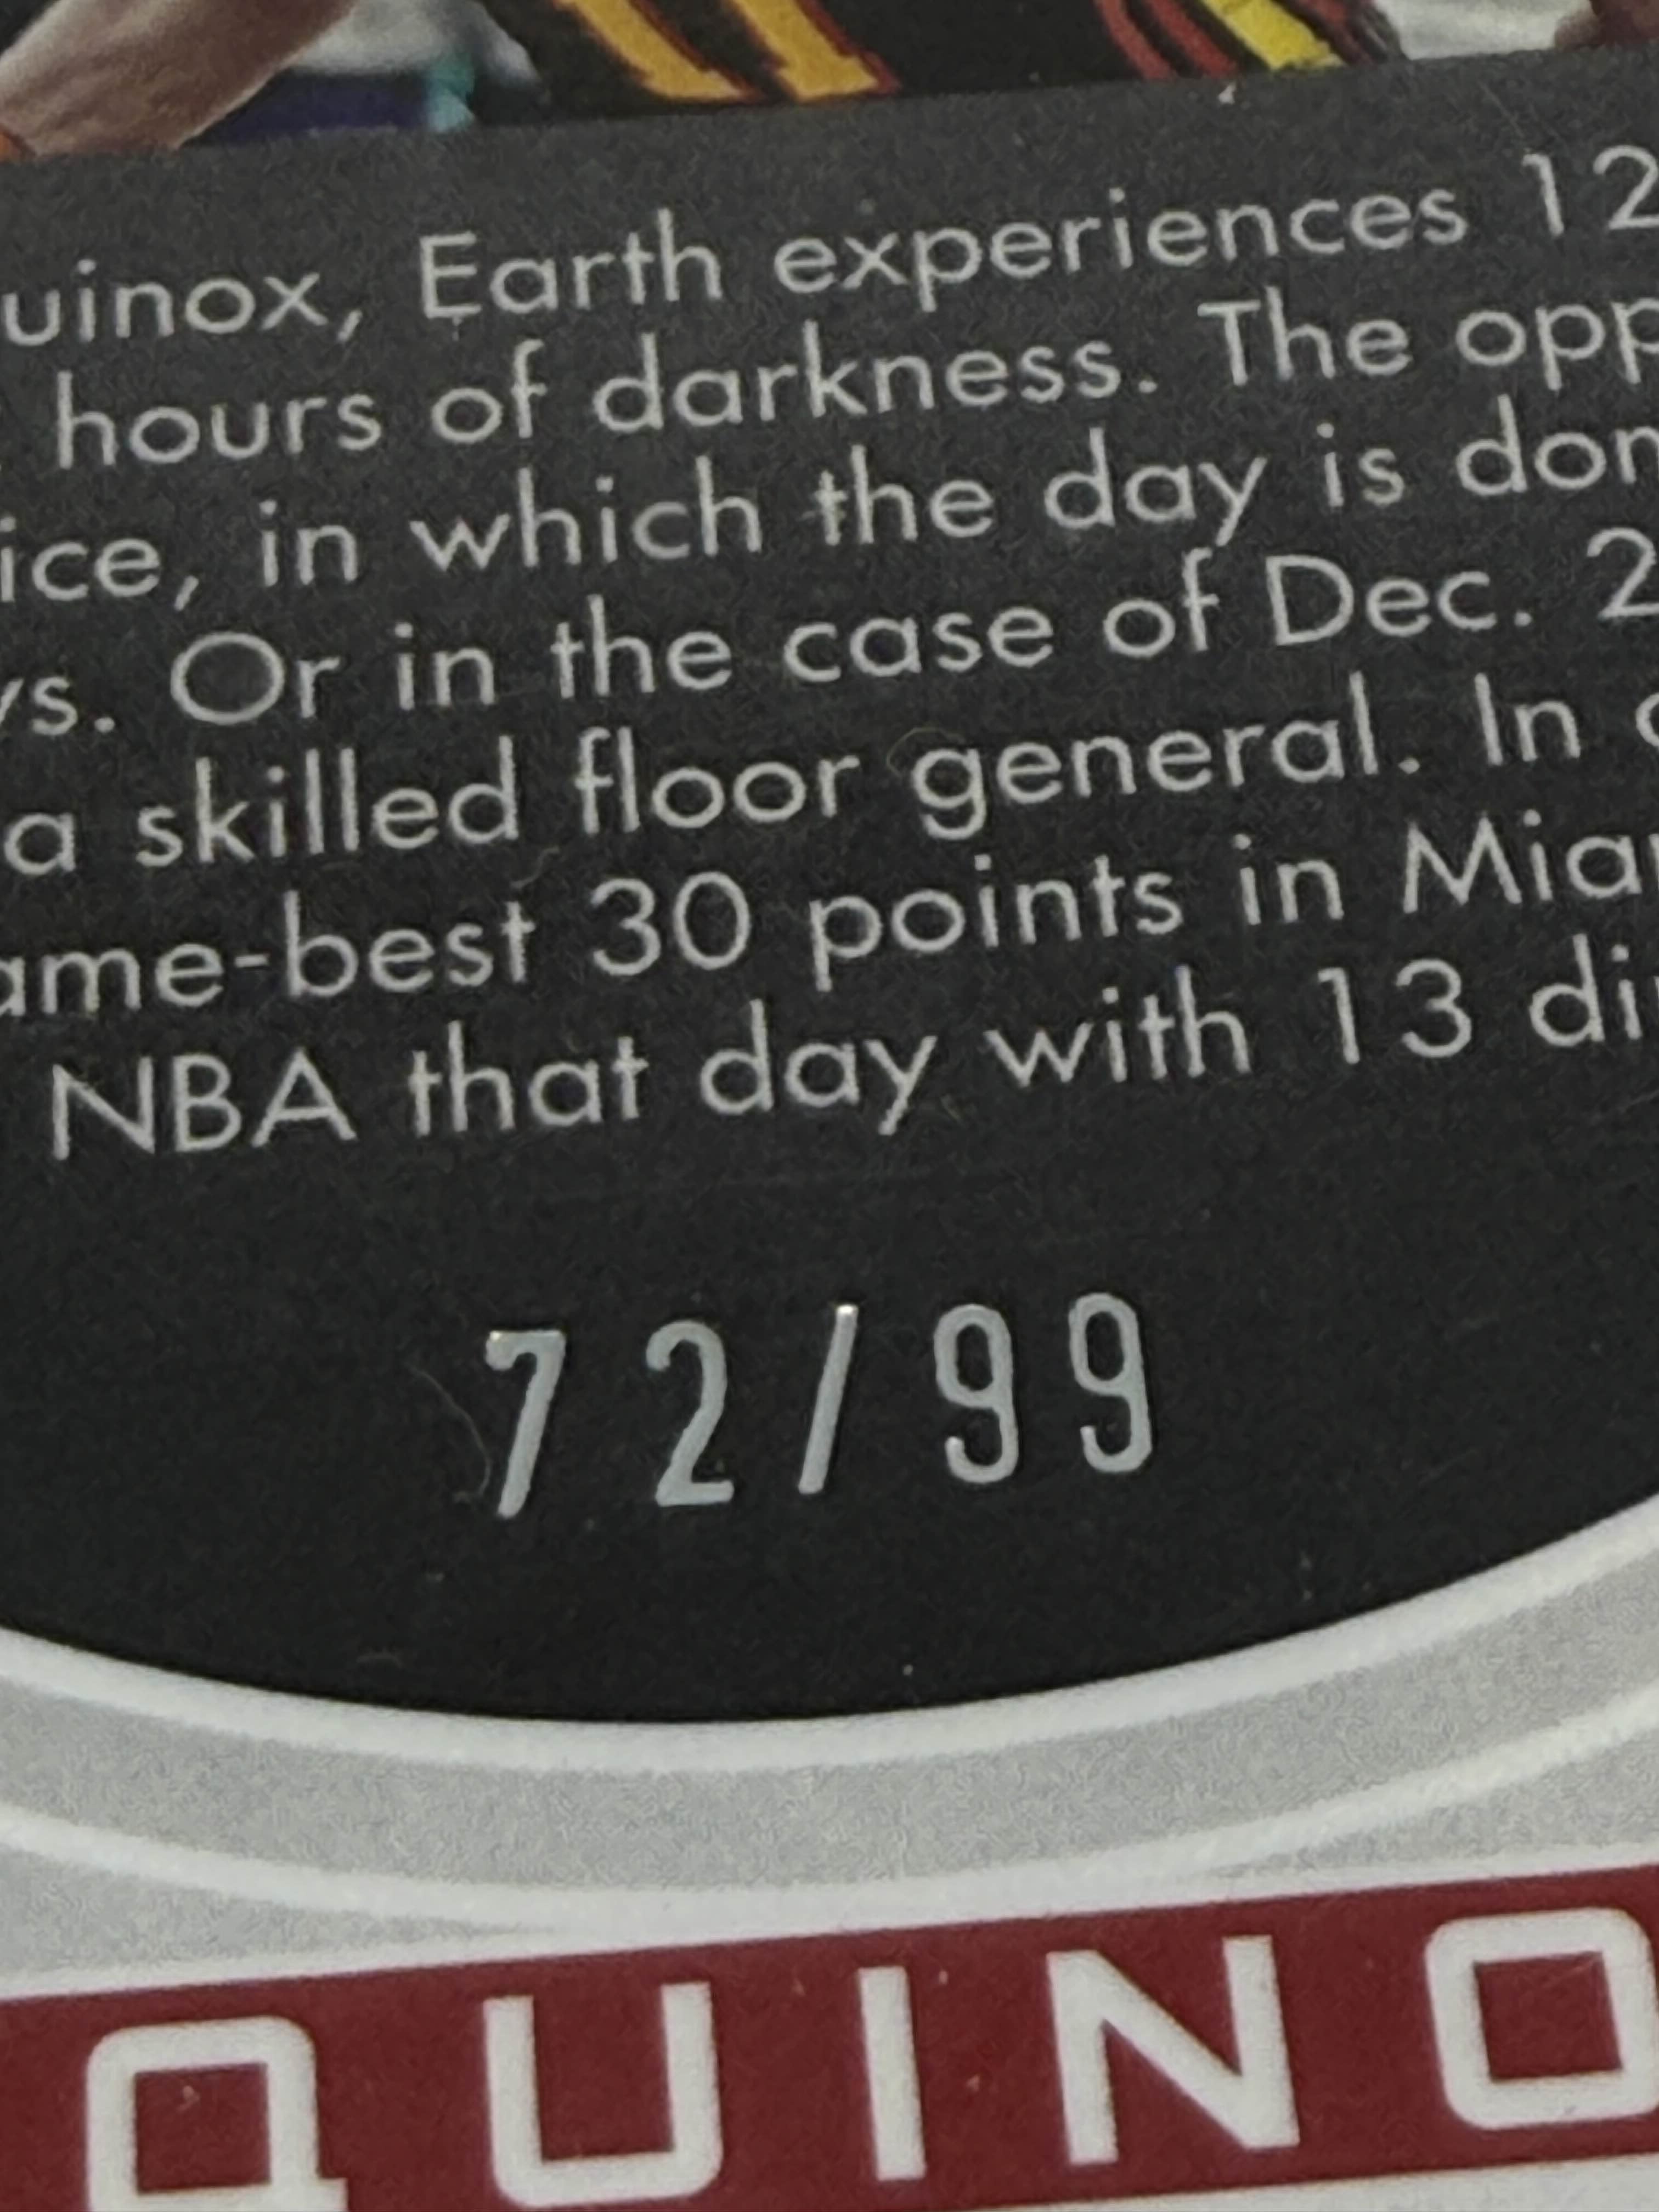 uinox, Earth experiences 12
hours of darkness. The opp
ice, in which the day is don
ys. Or in the case of Dec. 2
a skilled floor general. In
ame-best 30 points in Miam
NBA that day with 13 di
72/99
QUINO